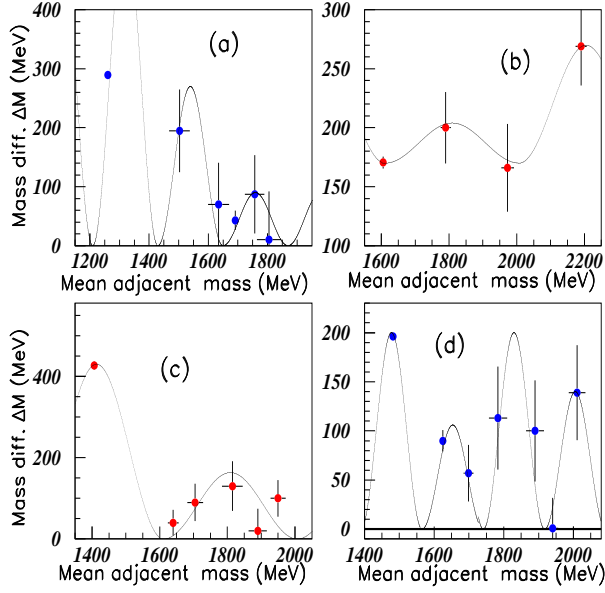 Mass diff. ΔM (MeV)
400
300
200
100
0
(a)
1200 1400 1600 1800
Mean adjacent mass (MeV)
300
250
200
150
100
(b)
1600 1800 2000 2200
Mean adjacent mass (MeV)
Mass diff. ΔM (MeV)
400
200
0
(c)
1400 1600 1800 2000
Mean adjacent mass (MeV)
200
150
100
50
0
(d)
1400 1600 1800 2000
Mean adjacent mass (MeV)